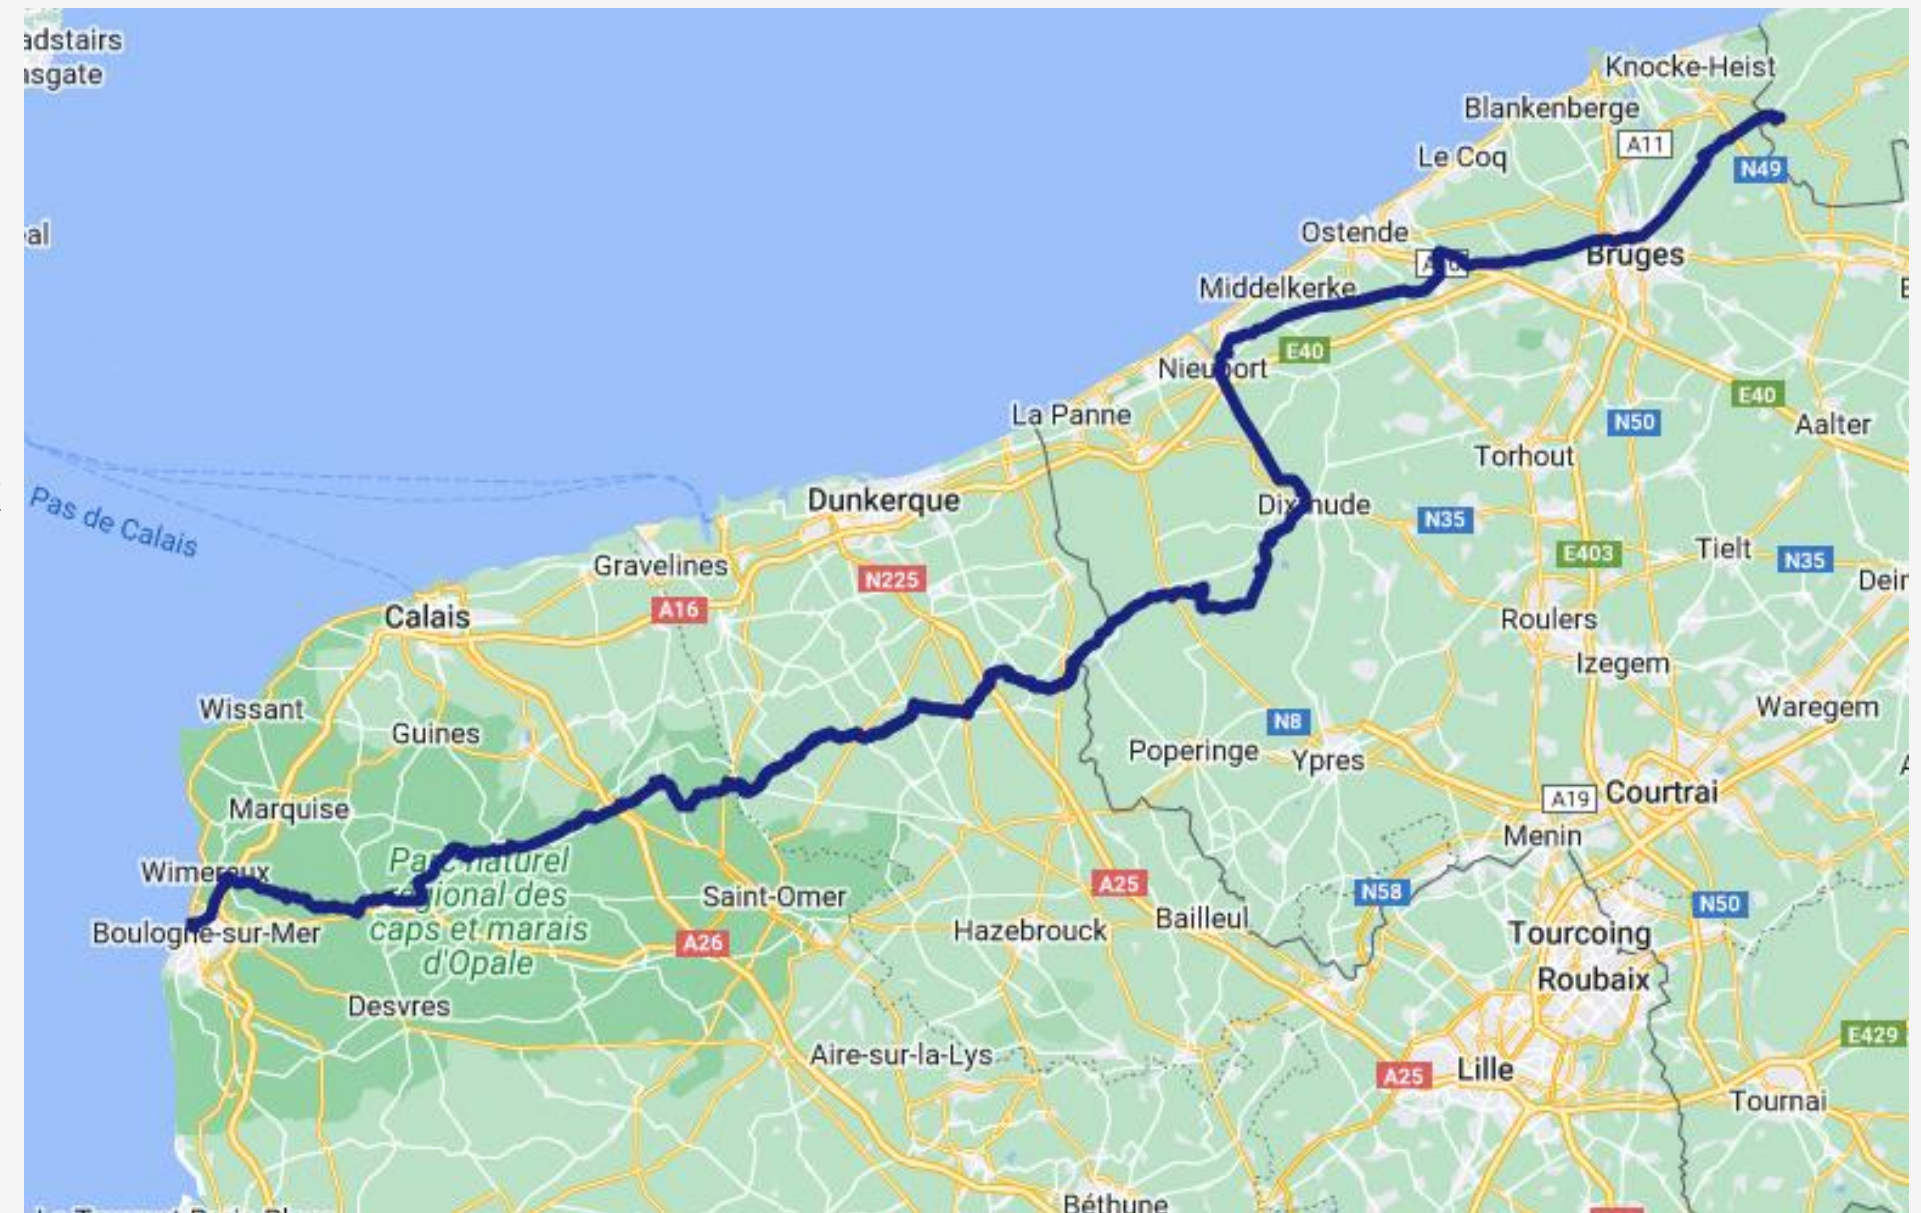 adstairs
nsgate
Knocke-Heist
Blankenberge
A11
Le Coq
N49
al
Ostende
Bruges
Middelkerke
E40
Nieuport
La Panne
E40
N50
Aalter
Torhout
Pas de Calais
Dunkerque
Dixmude
N35
E403
Tielt
N35
Gravelines
N225
Deir
A16
Calais
Roulers
Izegem
Wissant
Guines
N8
Waregem
Poperinge
Ypres
A19
Courtrai
Marquise
Menin
Wimereux
Parc naturel
régional des
caps et marais
d'Opale
Saint-Omer
A25
N58
N50
Boulogne-sur-Mer
A26
Hazebrouck
Bailleul
Tourcoing
Roubaix
Desvres
E429
Aire-sur-la-Lys
A25
Lille
Tournai
Béthune